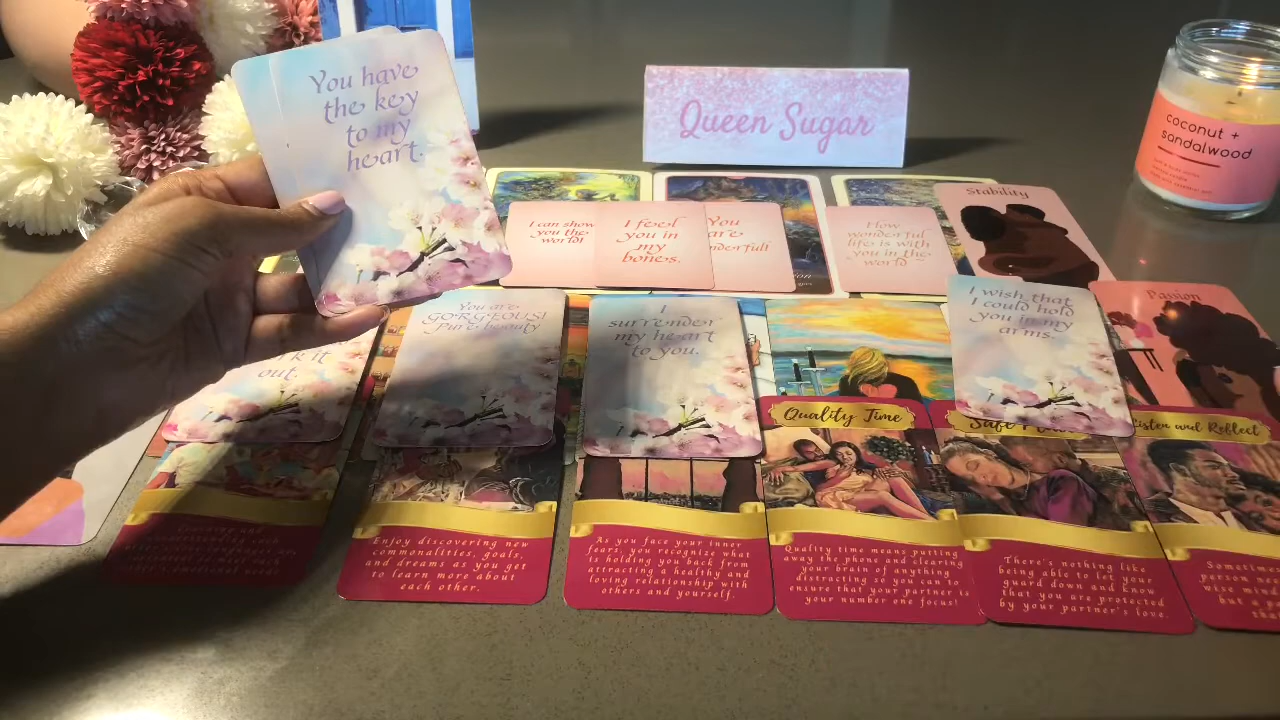 You have
the key
to my
heart.
Queen Sugar
coconut +
sandalwood
Stability
I can show
you the
world!
I feel
you in
my
bones.
You
are
How
wonderful
life is with
you in the
world
Passion
out.
You are
GORGEOUS!
Pure beauty
I
surrender
my heart
to you.
I wish that
I could hold
you in my
arms.
Quality Time
Listen and Reflect
Enjoy discovering new
commonalities, goals,
and dreams as you get
to learn more about
each other.
As you face your inner
fears, you recognize what
is holding you back from
attracting a healthy and
loving relationship with
others and yourself.
Quality time means putting
away the phone and clearing
your brain of anything
distracting so you can to
ensure that your partner is
your number one focus!
There's nothing like
being able to let your
guard down and know
that you are protected
by your partner's love.
Sometimes
person
wise mind
but a